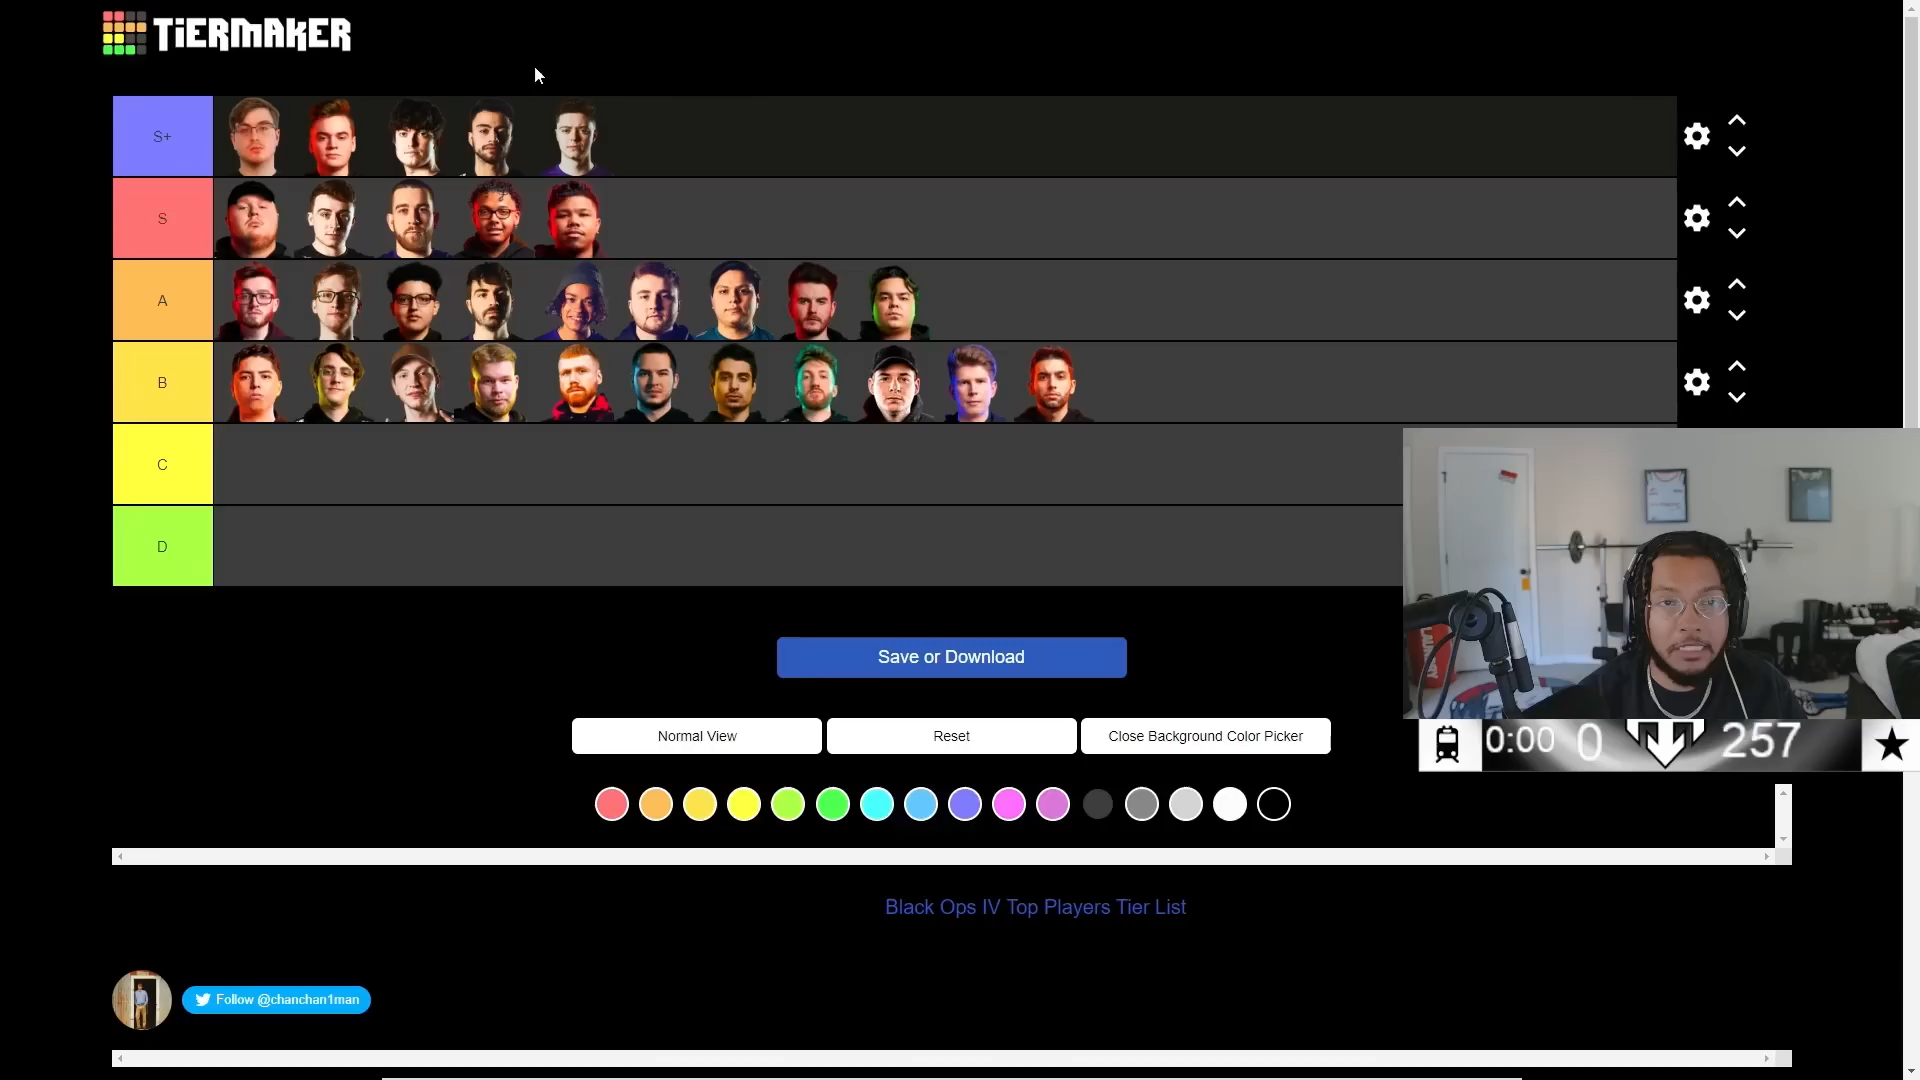 TiERMAKER
S+
S
A
B
C
D
Save or Download
Normal View
Reset
Close Background Color Picker
0:00
0
257
Black Ops IV Top Players Tier List
Follow @chanchan1man